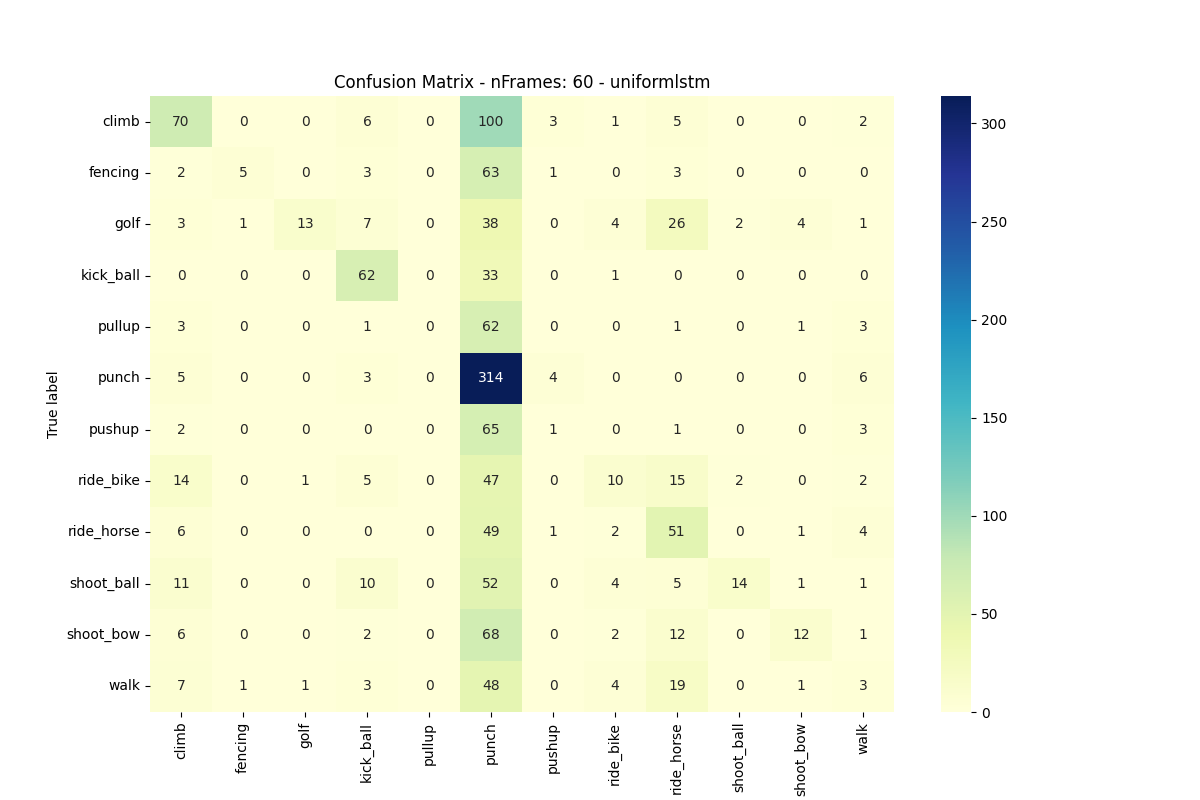 Confusion Matrix - nFrames: 60 - uniformlstm
True label
climb 70 0 0 6 0 100 3 1 5 0 0 2
fencing 2 5 0 3 63 1 0 3 0 0 0
golf 3 1 13 7 0 38 0 4 26 2 4 1
kick_ball 0 0 0 62 0 33 0 1 0 0 0 0
pullup 3 0 0 1 0 62 0 0 1 0 1 3
punch 5 0 0 3 0 314 4 0 0 0 0 6
pushup 2 0 0 0 0 65 1 0 1 0 0 3
ride_bike 14 0 1 5 0 47 0 10 15 2 0 2
ride_horse 6 0 0 0 0 49 1 2 51 0 1 4
shoot_ball 11 0 0 10 0 52 0 4 5 14 1 1
shoot_bow 6 0 0 2 0 68 0 2 12 0 12 1
walk 7 1 1 3 0 48 0 4 19 0 1 3
climb fencing golf kick_ball pullup punch pushup ride_bike ride_horse shoot_ball shoot_bow walk
300
250
200
150
100
50
0